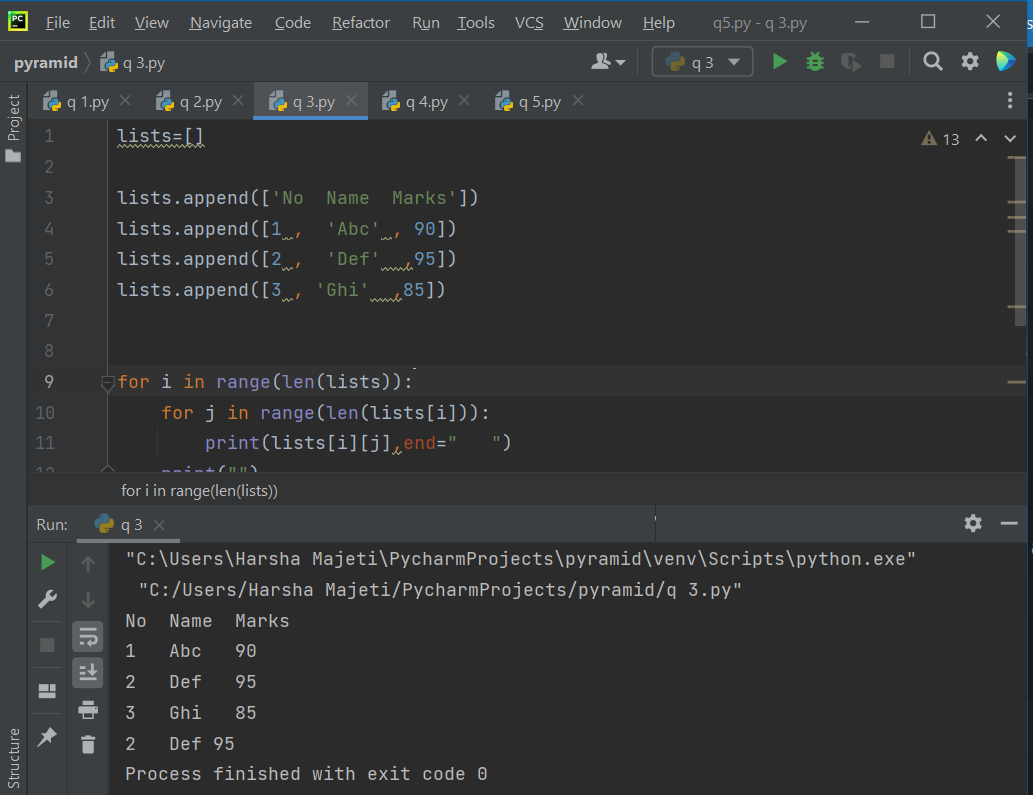 PC File Edit View Navigate Code Refactor Run Tools VCS Window Help q5.py - q 3.py
pyramid q 3.py q 3
q 1.py q 2.py q 3.py q 4.py q 5.py
Project
1 lists=[] 13
2
3 lists.append(['No  Name  Marks'])
4 lists.append([1 ,  'Abc' , 90])
5 lists.append([2 ,  'Def'  ,95])
6 lists.append([3 , 'Ghi'  ,85])
7
8
9 for i in range(len(lists)):
10     for j in range(len(lists[i])):
11         print(lists[i][j],end="   ")
12     print("")
for i in range(len(lists))
Run: q 3
"C:\Users\Harsha Majeti\PycharmProjects\pyramid\venv\Scripts\python.exe"
"C:/Users/Harsha Majeti/PycharmProjects/pyramid/q 3.py"
No  Name  Marks
1   Abc   90
2   Def   95
3   Ghi   85
2   Def 95
Process finished with exit code 0
Structure